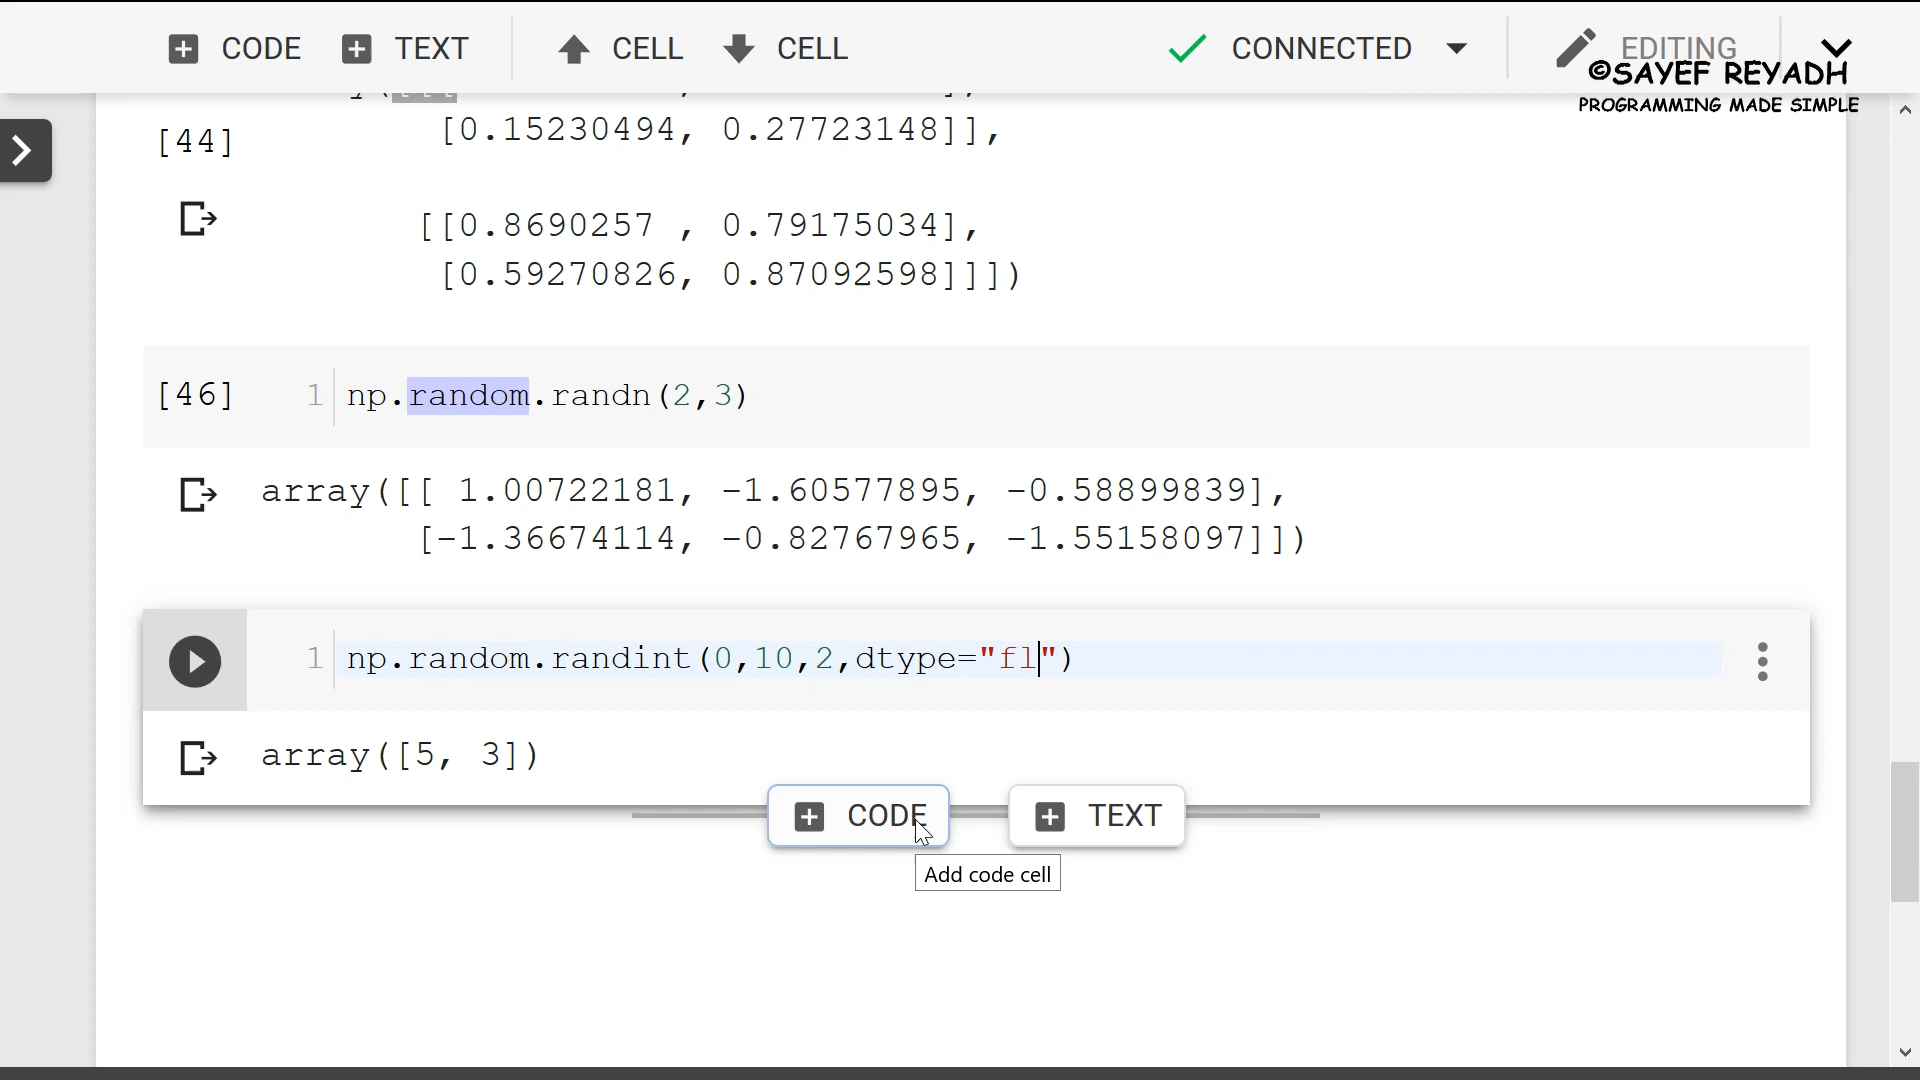 CODE TEXT CELL CELL CONNECTED EDITING
©SAYEF REYADH
PROGRAMMING MADE SIMPLE
[44]
[0.15230494, 0.27723148]],
[[0.8690257 , 0.79175034],
[0.59270826, 0.87092598]]])
[46] 1 np.random.randn(2,3)
array([[ 1.00722181, -1.60577895, -0.58899839],
[-1.36674114, -0.82767965, -1.55158097]])
1 np.random.randint(0,10,2,dtype="fl")
array([5, 3])
CODE TEXT
Add code cell